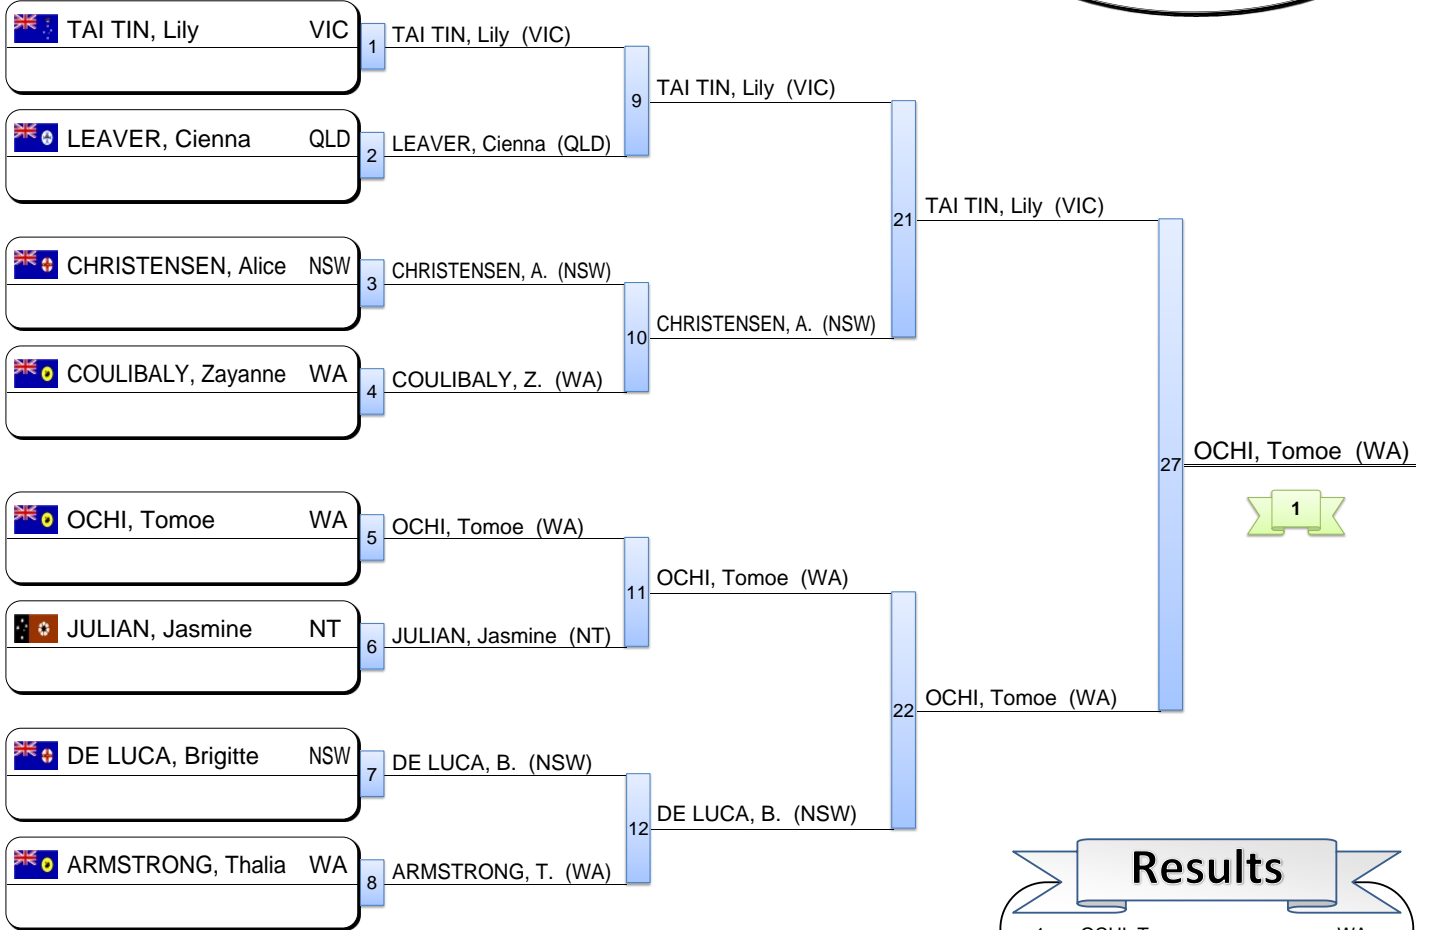 TAI TIN, Lily VIC
1
TAI TIN, Lily (VIC)
LEAVER, Cienna QLD
2
LEAVER, Cienna (QLD)
9
TAI TIN, Lily (VIC)
CHRISTENSEN, Alice NSW
3
CHRISTENSEN, A. (NSW)
COULIBALY, Zayanne WA
4
COULIBALY, Z. (WA)
10
CHRISTENSEN, A. (NSW)
21
TAI TIN, Lily (VIC)
OCHI, Tomoe WA
5
OCHI, Tomoe (WA)
JULIAN, Jasmine NT
6
JULIAN, Jasmine (NT)
11
OCHI, Tomoe (WA)
DE LUCA, Brigitte NSW
7
DE LUCA, B. (NSW)
ARMSTRONG, Thalia WA
8
ARMSTRONG, T. (WA)
12
DE LUCA, B. (NSW)
22
OCHI, Tomoe (WA)
27
OCHI, Tomoe (WA)
1
Results